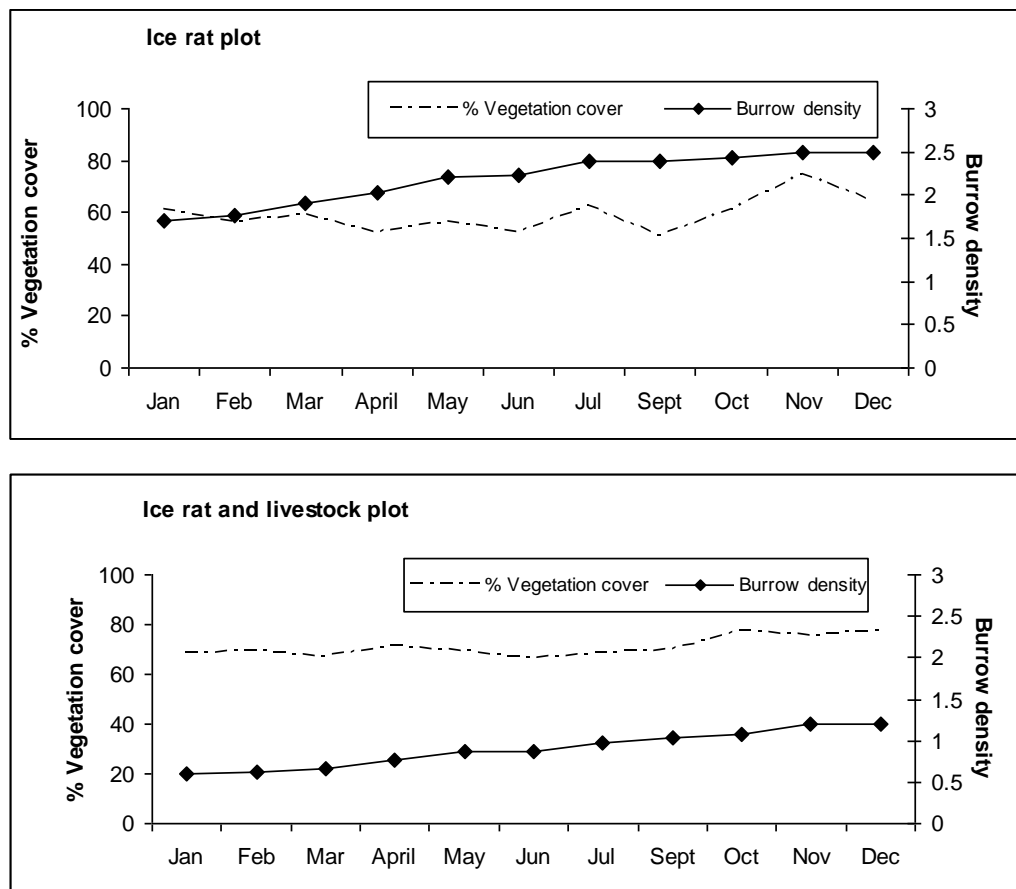 Ice rat plot
% Vegetation cover Burrow density
100
80
60
40
20
0
% Vegetation cover
3
2.5
2
1.5
1
0.5
0
Burrow density
Jan Feb Mar April May Jun Jul Sept Oct Nov Dec
Ice rat and livestock plot
% Vegetation cover Burrow density
100
80
60
40
20
0
% Vegetation cover
3
2.5
2
1.5
1
0.5
0
Burrow density
Jan Feb Mar April May Jun Jul Sept Oct Nov Dec